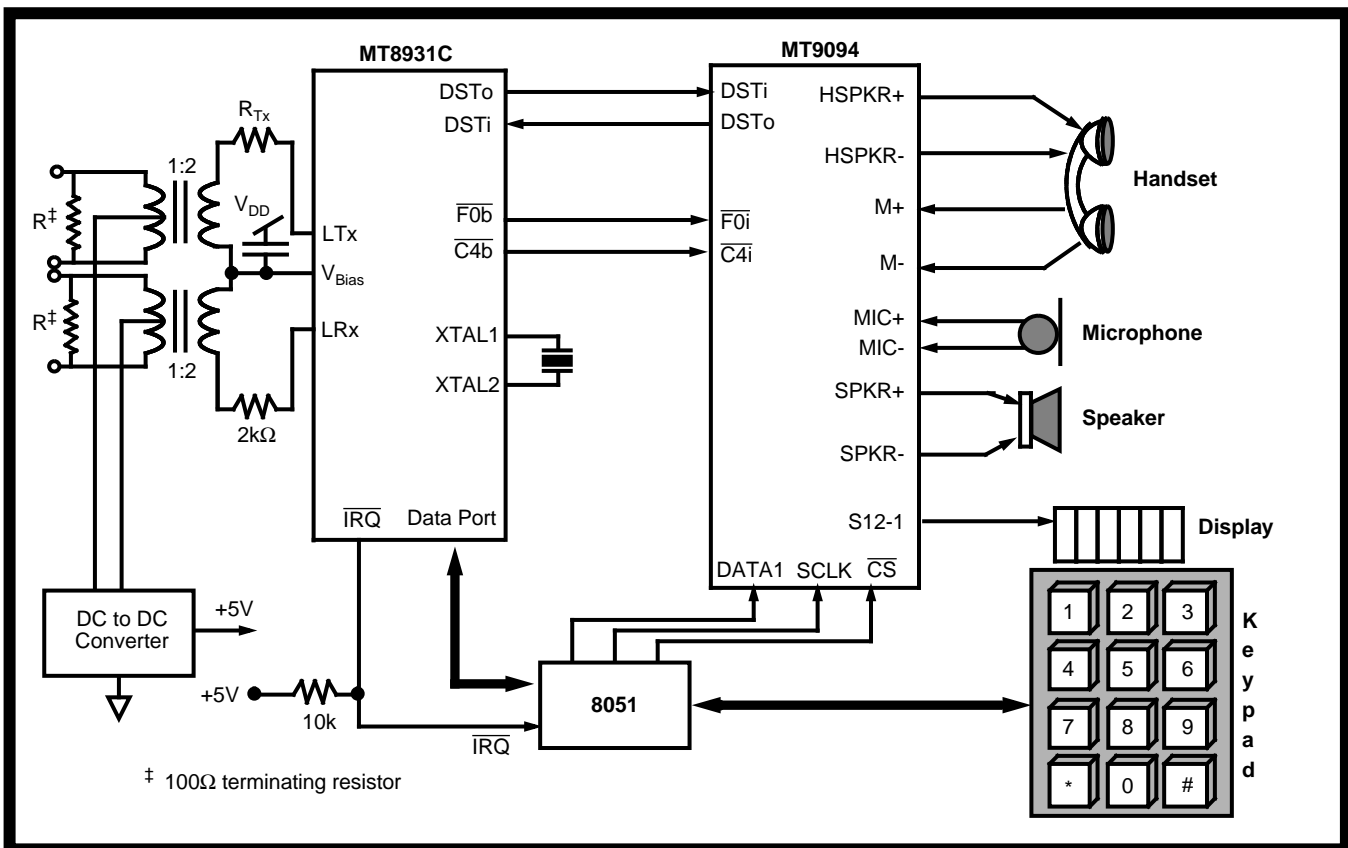 MT8931C
MT9094
DSTo
DSTi
F0b
C4b
XTAL1
XTAL2
LTx
VBias
LRx
IRQ
Data Port
RTx
1:2
VDD
R‡
R‡
1:2
2kΩ
DSTi
DSTo
F0i
C4i
HSPKR+
HSPKR-
M+
M-
MIC+
MIC-
SPKR+
SPKR-
S12-1
DATA1 SCLK CS
Handset
Microphone
Speaker
Display
DC to DC
Converter
+5V
+5V
10k
IRQ
8051
1 2 3
4 5 6
7 8 9
* 0 #
Keypad
‡ 100Ω terminating resistor